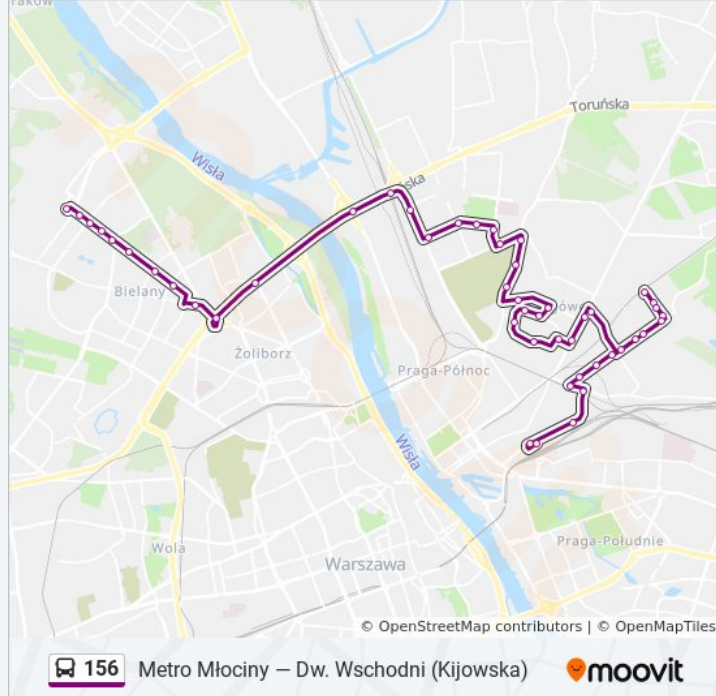 Toruńska
Wisła
ska
Bielany
Żoliborz
Praga-Północ
Wisła
Wola
Warszawa
Praga-Południe
© OpenStreetMap contributors | © OpenMapTiles
156 Metro Młociny — Dw. Wschodni (Kijowska) moovit